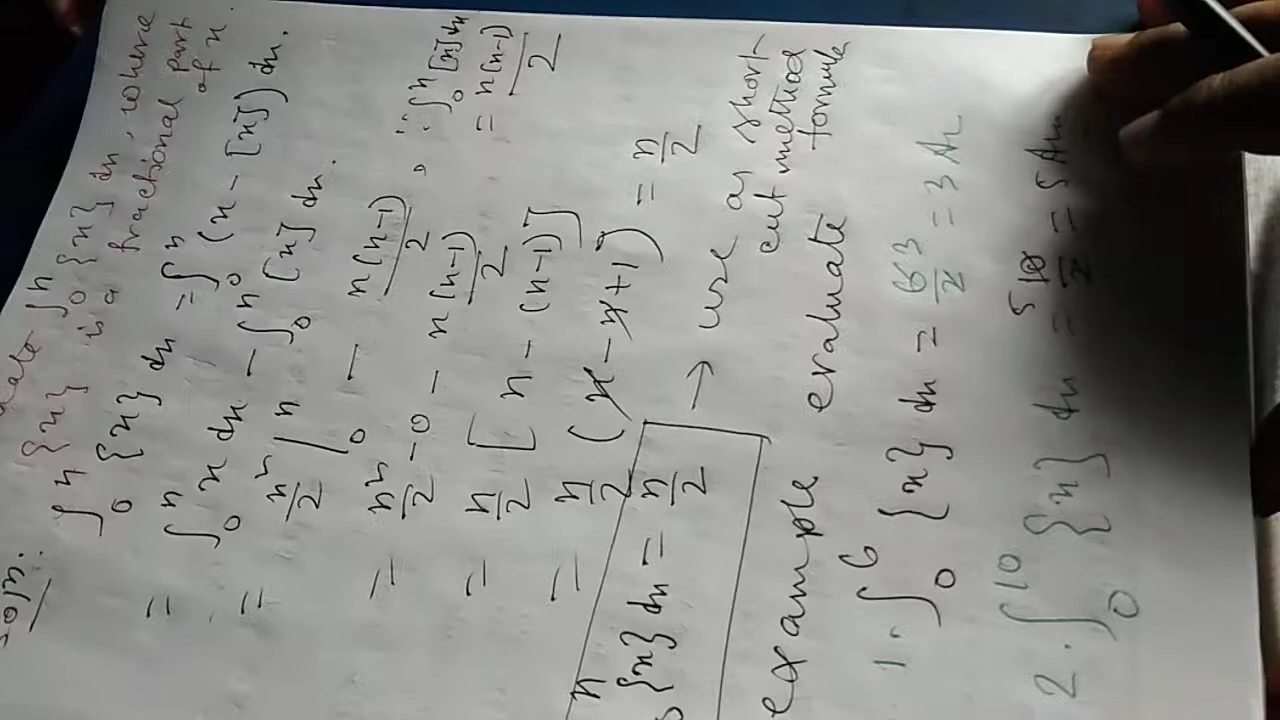 ∫₀ⁿ {x} dx, where
{x} is a fractional part of x.
soln:
∫₀ⁿ {x} dx = ∫₀ⁿ (x - [x]) dx.
= ∫₀ⁿ x dx - ∫₀ⁿ [x] dx.
= x²/2 |₀ⁿ - n(n-1)/2, ∵ ∫₀ⁿ [x] dx = n(n-1)/2
= n²/2 - 0 - n(n-1)/2
= n/2 [n - (n-1)]
= n/2 (n - n + 1) = n/2
{x} dx = n/2 → use as short cut method formula
example evaluate
1. ∫₀⁶ {x} dx = 6/2 = 3 An
2. ∫₀¹⁰ {x} dx = 10/2 = 5 An